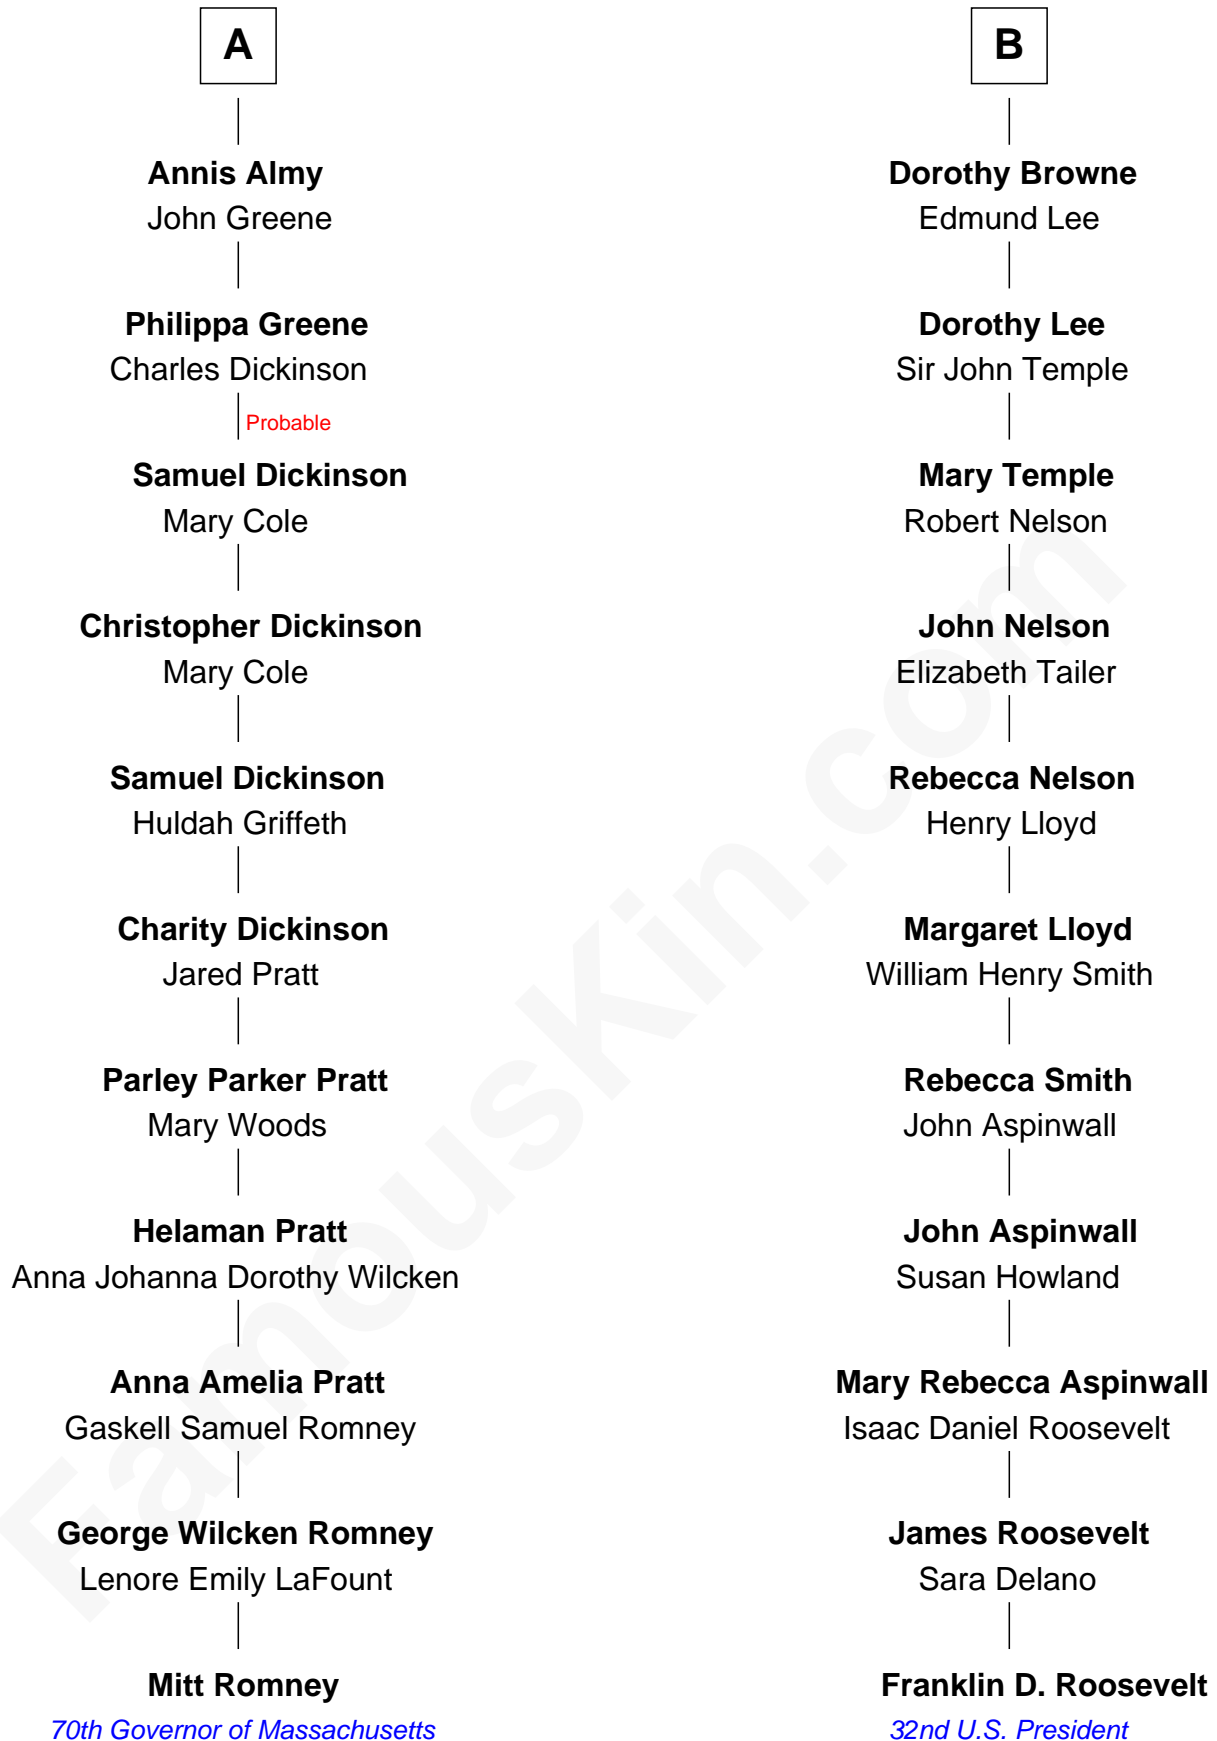 A
Annis Almy
John Greene
Philippa Greene
Charles Dickinson
Probable
Samuel Dickinson
Mary Cole
Christopher Dickinson
Mary Cole
Samuel Dickinson
Huldah Griffeth
Charity Dickinson
Jared Pratt
Parley Parker Pratt
Mary Woods
Helaman Pratt
Anna Johanna Dorothy Wilcken
Anna Amelia Pratt
Gaskell Samuel Romney
George Wilcken Romney
Lenore Emily LaFount
Mitt Romney
70th Governor of Massachusetts
B
Dorothy Browne
Edmund Lee
Dorothy Lee
Sir John Temple
Mary Temple
Robert Nelson
John Nelson
Elizabeth Tailer
Rebecca Nelson
Henry Lloyd
Margaret Lloyd
William Henry Smith
Rebecca Smith
John Aspinwall
John Aspinwall
Susan Howland
Mary Rebecca Aspinwall
Isaac Daniel Roosevelt
James Roosevelt
Sara Delano
Franklin D. Roosevelt
32nd U.S. President
FamousKin.com